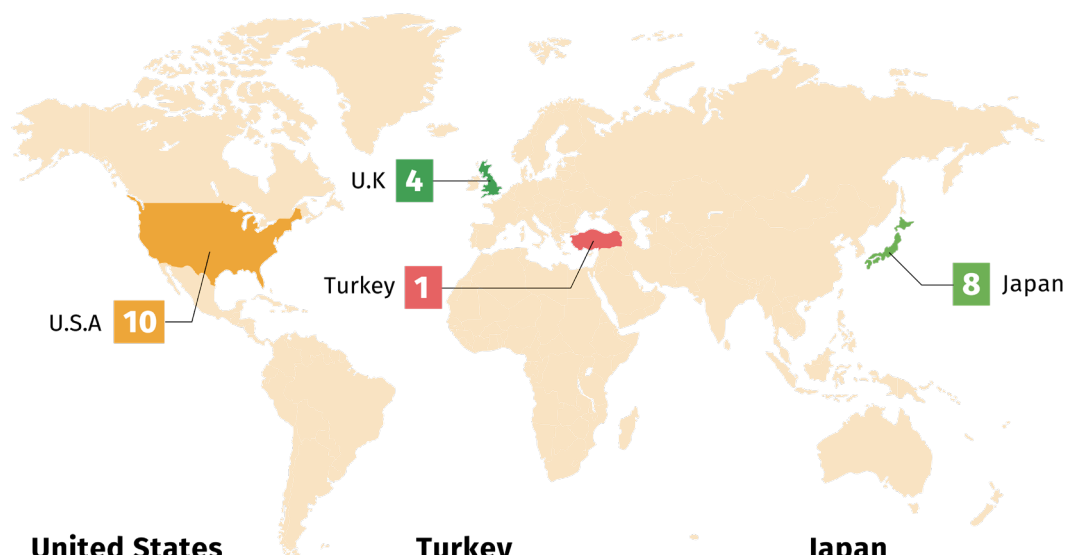 U.K 4
Turkey 1
8 Japan
U.S.A 10
United States
Turkey
Japan